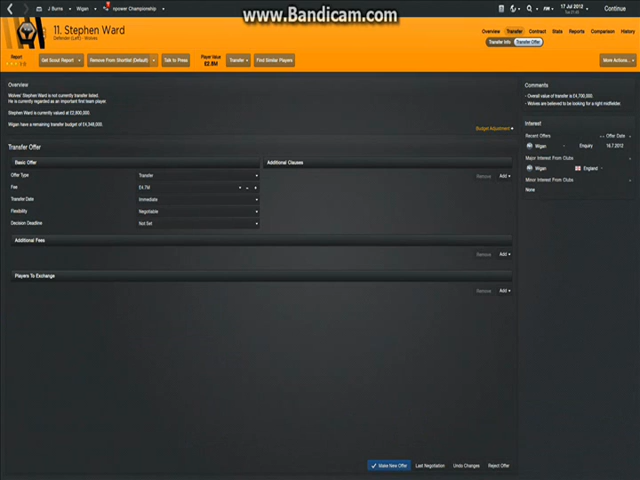 www.Bandicam.com
J Burns
Wigan
npower Championship
FM
17 Jul 2012
Continue
11. Stephen Ward
Defender (Left) - Wolves
Overview Transfer Contract Stats Reports Comparison History
Transfer Info Transfer Offer
Report
Get Scout Report
Remove From Shortlist (Default)
Talk to Press
Player Value
£2.8M
Transfer
Find Similar Players
More Actions...
Overview
Wolves' Stephen Ward is not currently transfer listed.
He is currently regarded as an important first team player.
Stephen Ward is currently valued at £2,800,000.
Wigan have a remaining transfer budget of £4,348,000.
Budget Adjustment
Transfer Offer
Basic Offer
Additional Clauses
Offer Type Transfer
Remove Add
Fee £4.7M
Transfer Date Immediate
Flexibility Negotiable
Decision Deadline Not Set
Additional Fees
Remove Add
Players To Exchange
Remove Add
Make New Offer Last Negotiation Undo Changes Reject Offer
Comments
- Overall value of transfer is £4,700,000.
- Wolves are believed to be looking for a right midfielder.
Interest
Recent Offers Offer Date
Wigan - Enquiry 16.7.2012
Major Interest From Clubs
Wigan - England
Minor Interest From Clubs
None